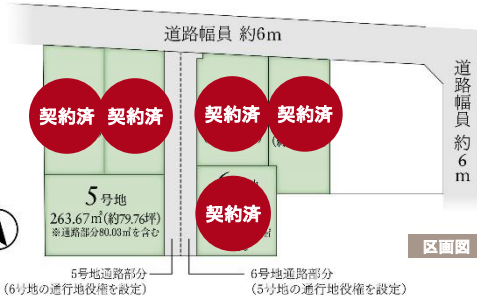 道路幅員 約6m
道路幅員 約6m
契約済
契約済
契約済
契約済
5号地
263.67㎡(約79.76坪)
※通路部分80.03㎡を含む
契約済
区画図
5号地通路部分
(6号地の通行地役権を設定)
6号地通路部分
(5号地の通行地役権を設定)